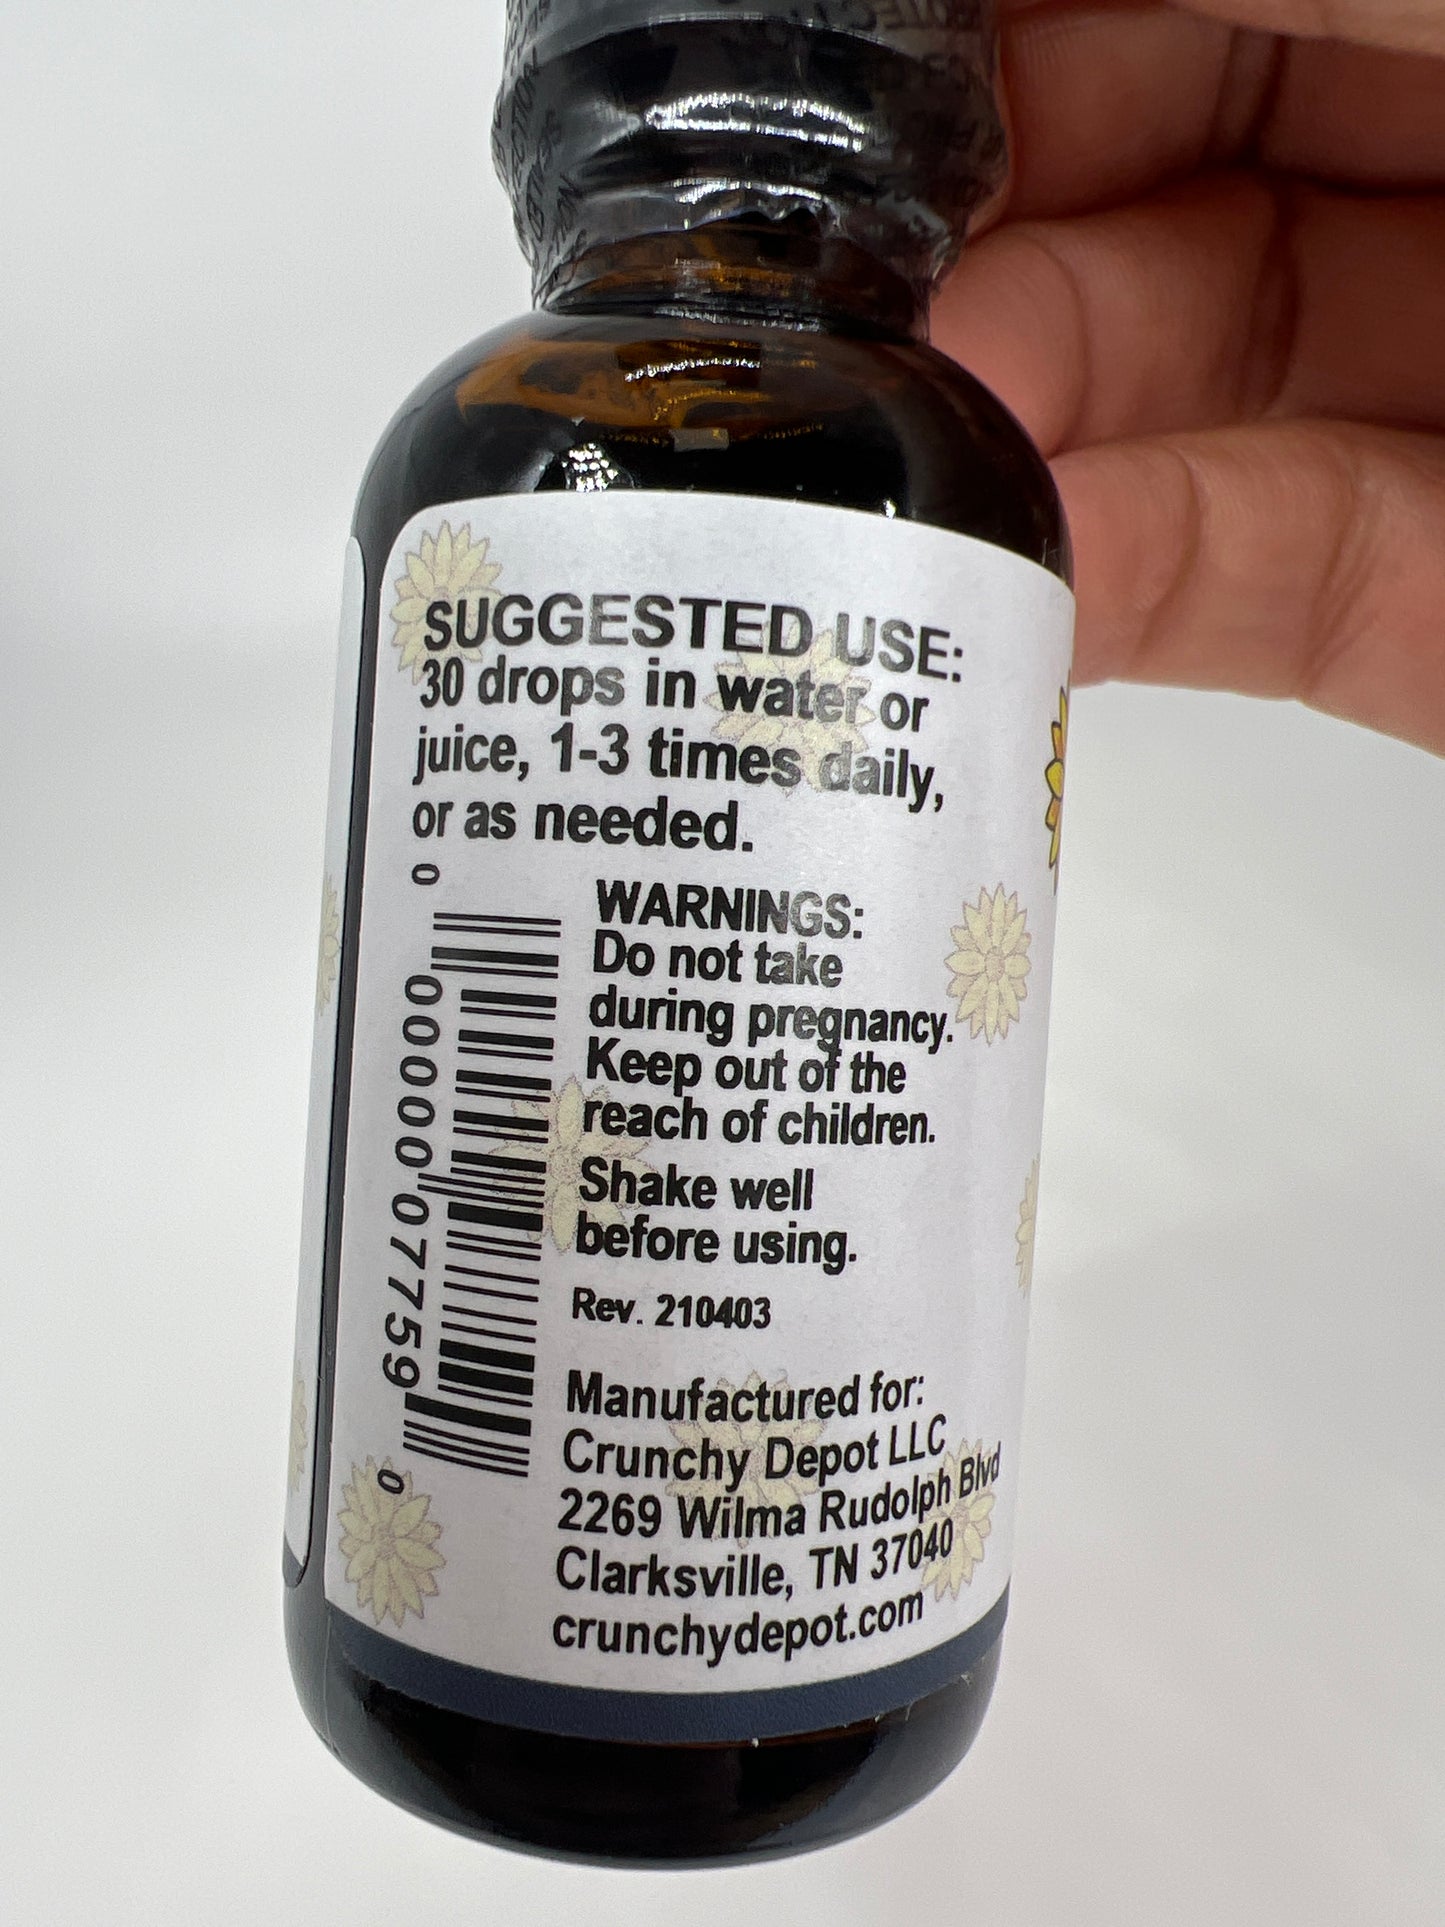 SUGGESTED USE:
30 drops in water or
juice, 1-3 times daily,
or as needed.
WARNINGS:
Do not take
during pregnancy.
Keep out of the
reach of children.
Shake well
before using.
Rev. 210403
Manufactured for:
Crunchy Depot LLC
2269 Wilma Rudolph Blvd
Clarksville, TN 37040
crunchydepot.com
0 00000 07759 0